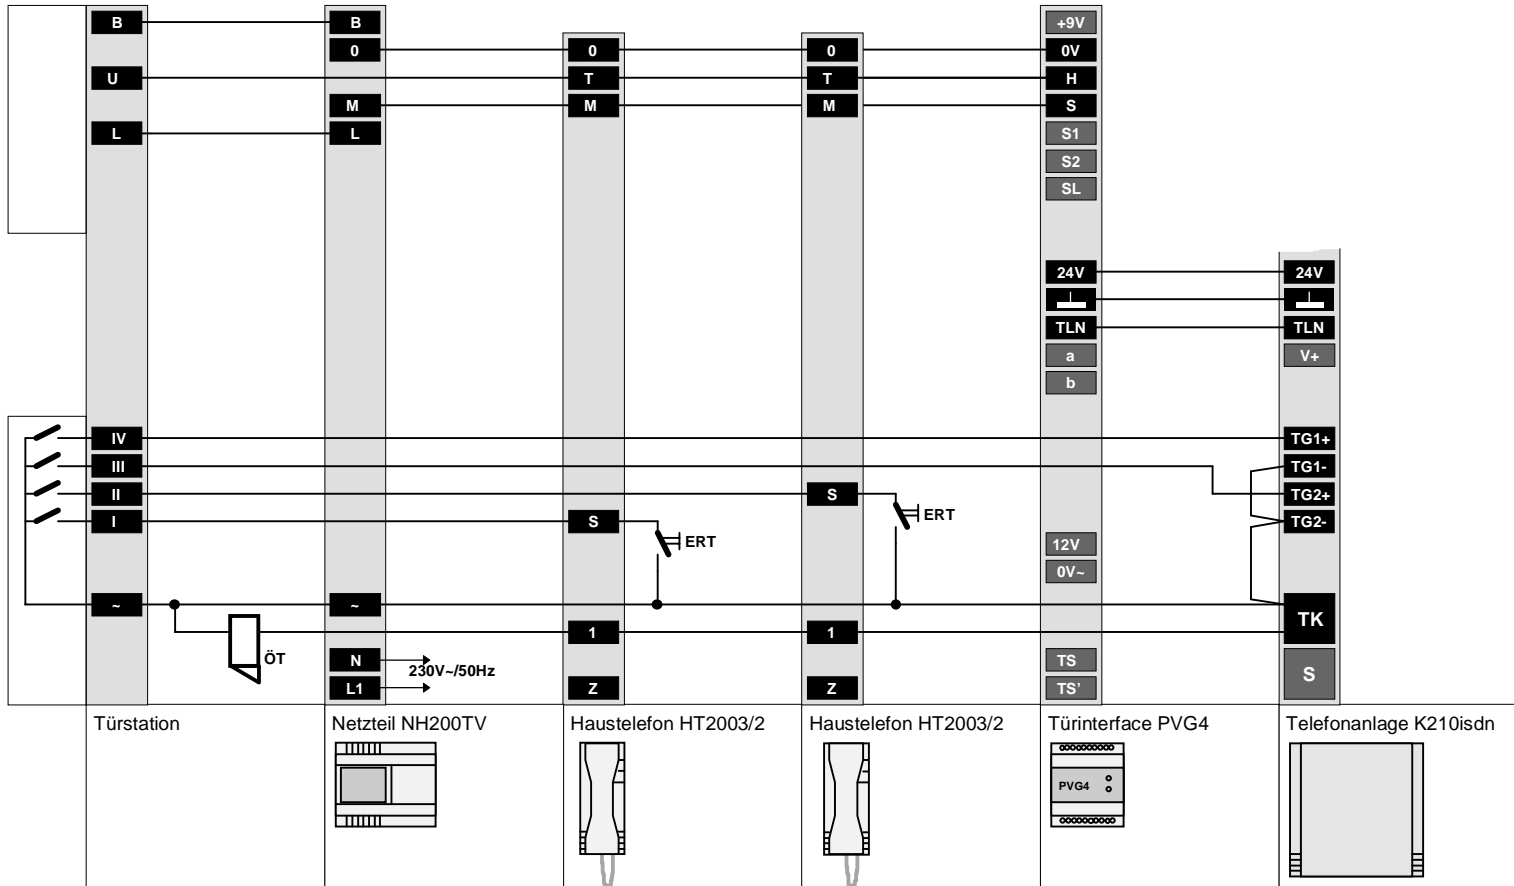 B B +9V
0 0 0 0V
U T T H
M M M S
L L S1
S2
SL
24V 24V
TLN TLN
a V+
b
IV TG1+
III TG1-
II S TG2+
ERT
I S TG2-
ERT
12V
0V~
~ ~ TK
1 1
ÖT N 230V~/50Hz TS S
L1 Z Z TS’
Türstation Netzteil NH200TV Haustelefon HT2003/2 Haustelefon HT2003/2 Türinterface PVG4 Telefonanlage K210isdn
PVG4